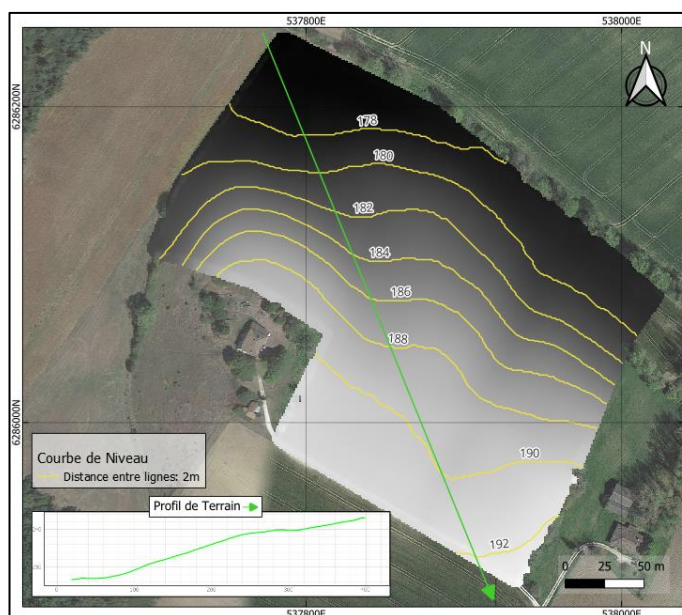 537800E
538000E
6286200N
N
178
180
182
184
186
188
6286000N
190
192
Courbe de Niveau
Distance entre lignes: 2m
Profil de Terrain
0 25 50 m
537800E
538000E